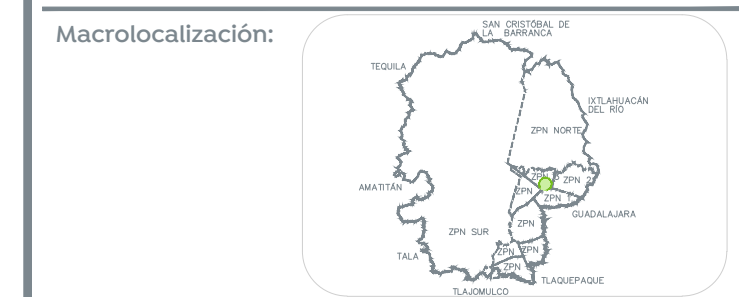 Macrolocalización:
SAN CRISTÓBAL DE
LA BARRANCA
TEQUILA
IXTLAHUACÁN
DEL RÍO
ZPN NORTE
ZPN
ZPN 2
AMATITÁN
ZPN
ZPN 1
GUADALAJARA
ZPN
ZPN SUR
ZPN
ZPN
TALA
ZPN
TLAQUEPAQUE
TLAJOMULCO